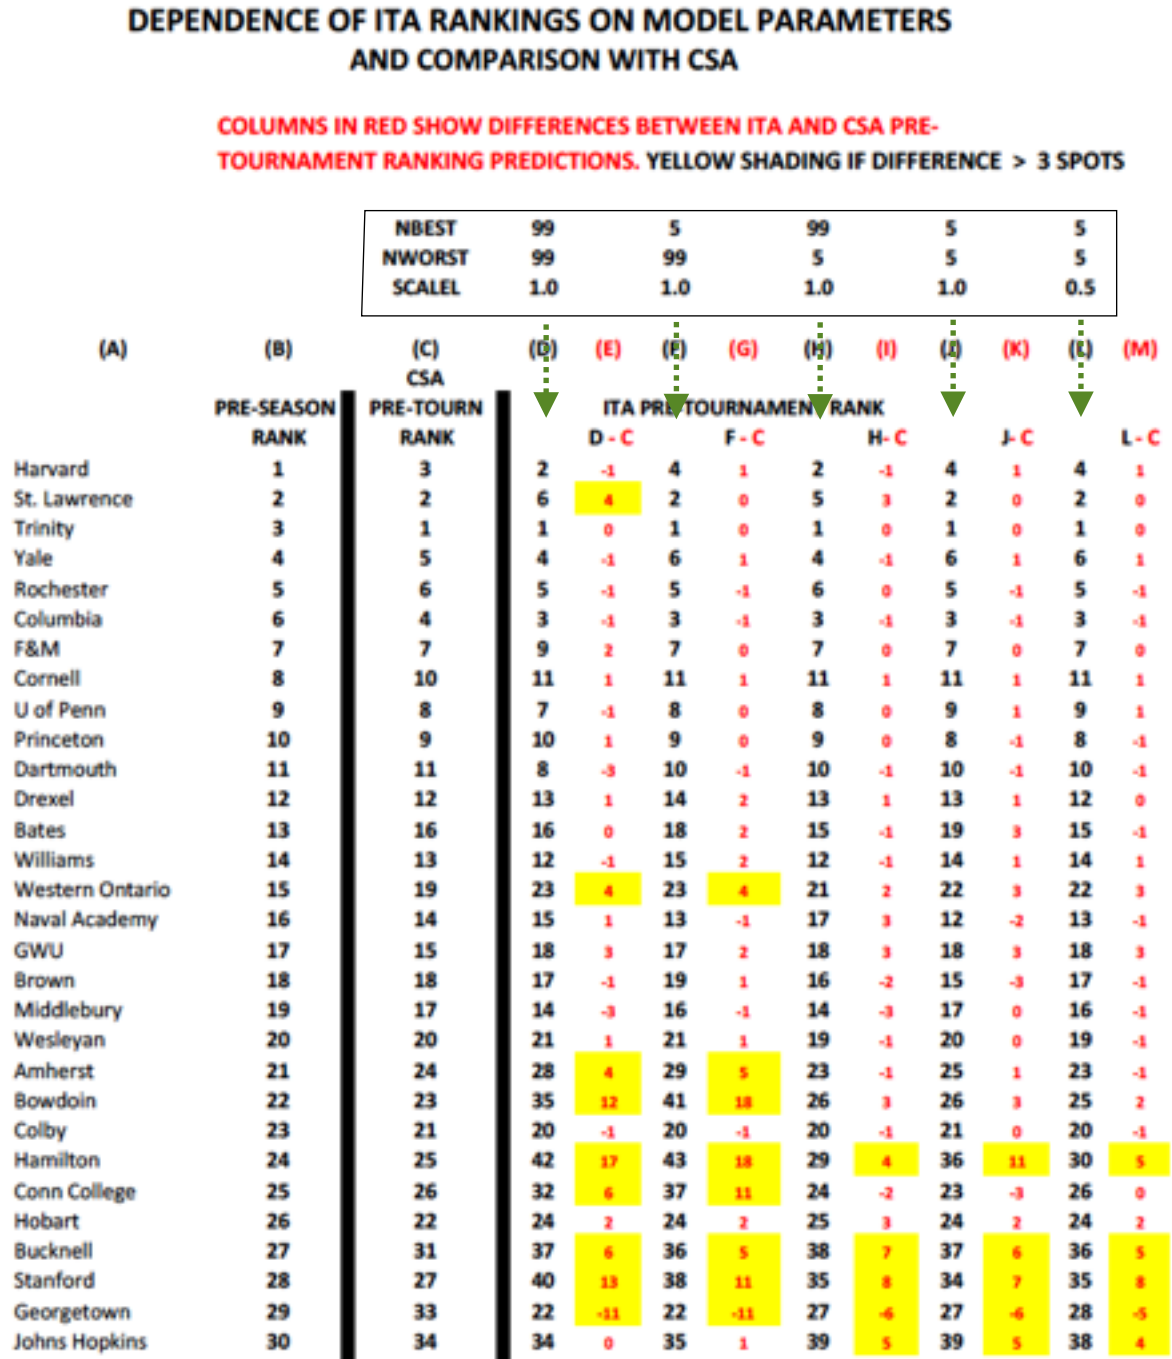 DEPENDENCE OF ITA RANKINGS ON MODEL PARAMETERS
AND COMPARISON WITH CSA
COLUMNS IN RED SHOW DIFFERENCES BETWEEN ITA AND CSA PRE-
TOURNAMENT RANKING PREDICTIONS. YELLOW SHADING IF DIFFERENCE > 3 SPOTS
NBEST 99 5 99 5 5
NWORST 99 99 5 5 5
SCALEL 1.0 1.0 1.0 1.0 0.5
(A) (B) (C) (D) (E) (F) (G) (H) (I) (J) (K) (L) (M)
CSA
PRE-SEASON PRE-TOURN ITA PRE-TOURNAMENT RANK
RANK RANK D - C F - C H- C J- C L - C
Harvard 1 3 2 -1 4 1 2 -1 4 1 4 1
St. Lawrence 2 2 6 4 2 0 5 3 2 0 2 0
Trinity 3 1 1 0 1 0 1 0 1 0 1 0
Yale 4 5 4 -1 6 1 4 -1 6 1 6 1
Rochester 5 6 5 -1 5 -1 6 0 5 -1 5 -1
Columbia 6 4 3 -1 3 -1 3 -1 3 -1 3 -1
F&M 7 7 9 2 7 0 7 0 7 0 7 0
Cornell 8 10 11 1 11 1 11 1 11 1 11 1
U of Penn 9 8 7 -1 8 0 8 0 9 1 9 1
Princeton 10 9 10 1 9 0 9 0 8 -1 8 -1
Dartmouth 11 11 8 -3 10 -1 10 -1 10 -1 10 -1
Drexel 12 12 13 1 14 2 13 1 13 1 12 0
Bates 13 16 16 0 18 2 15 -1 19 3 15 -1
Williams 14 13 12 -1 15 2 12 -1 14 1 14 1
Western Ontario 15 19 23 4 23 4 21 2 22 3 22 3
Naval Academy 16 14 15 1 13 -1 17 3 12 -2 13 -1
GWU 17 15 18 3 17 2 18 3 18 3 18 3
Brown 18 18 17 -1 19 1 16 -2 15 -3 17 -1
Middlebury 19 17 14 -3 16 -1 14 -3 17 0 16 -1
Wesleyan 20 20 21 1 21 1 19 -1 20 0 19 -1
Amherst 21 24 28 4 29 5 23 -1 25 1 23 -1
Bowdoin 22 23 35 12 41 18 26 3 26 3 25 2
Colby 23 21 20 -1 20 -1 20 -1 21 0 20 -1
Hamilton 24 25 42 17 43 18 29 4 36 11 30 5
Conn College 25 26 32 6 37 11 24 -2 23 -3 26 0
Hobart 26 22 24 2 24 2 25 3 24 2 24 2
Bucknell 27 31 37 6 36 5 38 7 37 6 36 5
Stanford 28 27 40 13 38 11 35 8 34 7 35 8
Georgetown 29 33 22 -11 22 -11 27 -6 27 -6 28 -5
Johns Hopkins 30 34 34 0 35 1 39 5 39 5 38 4